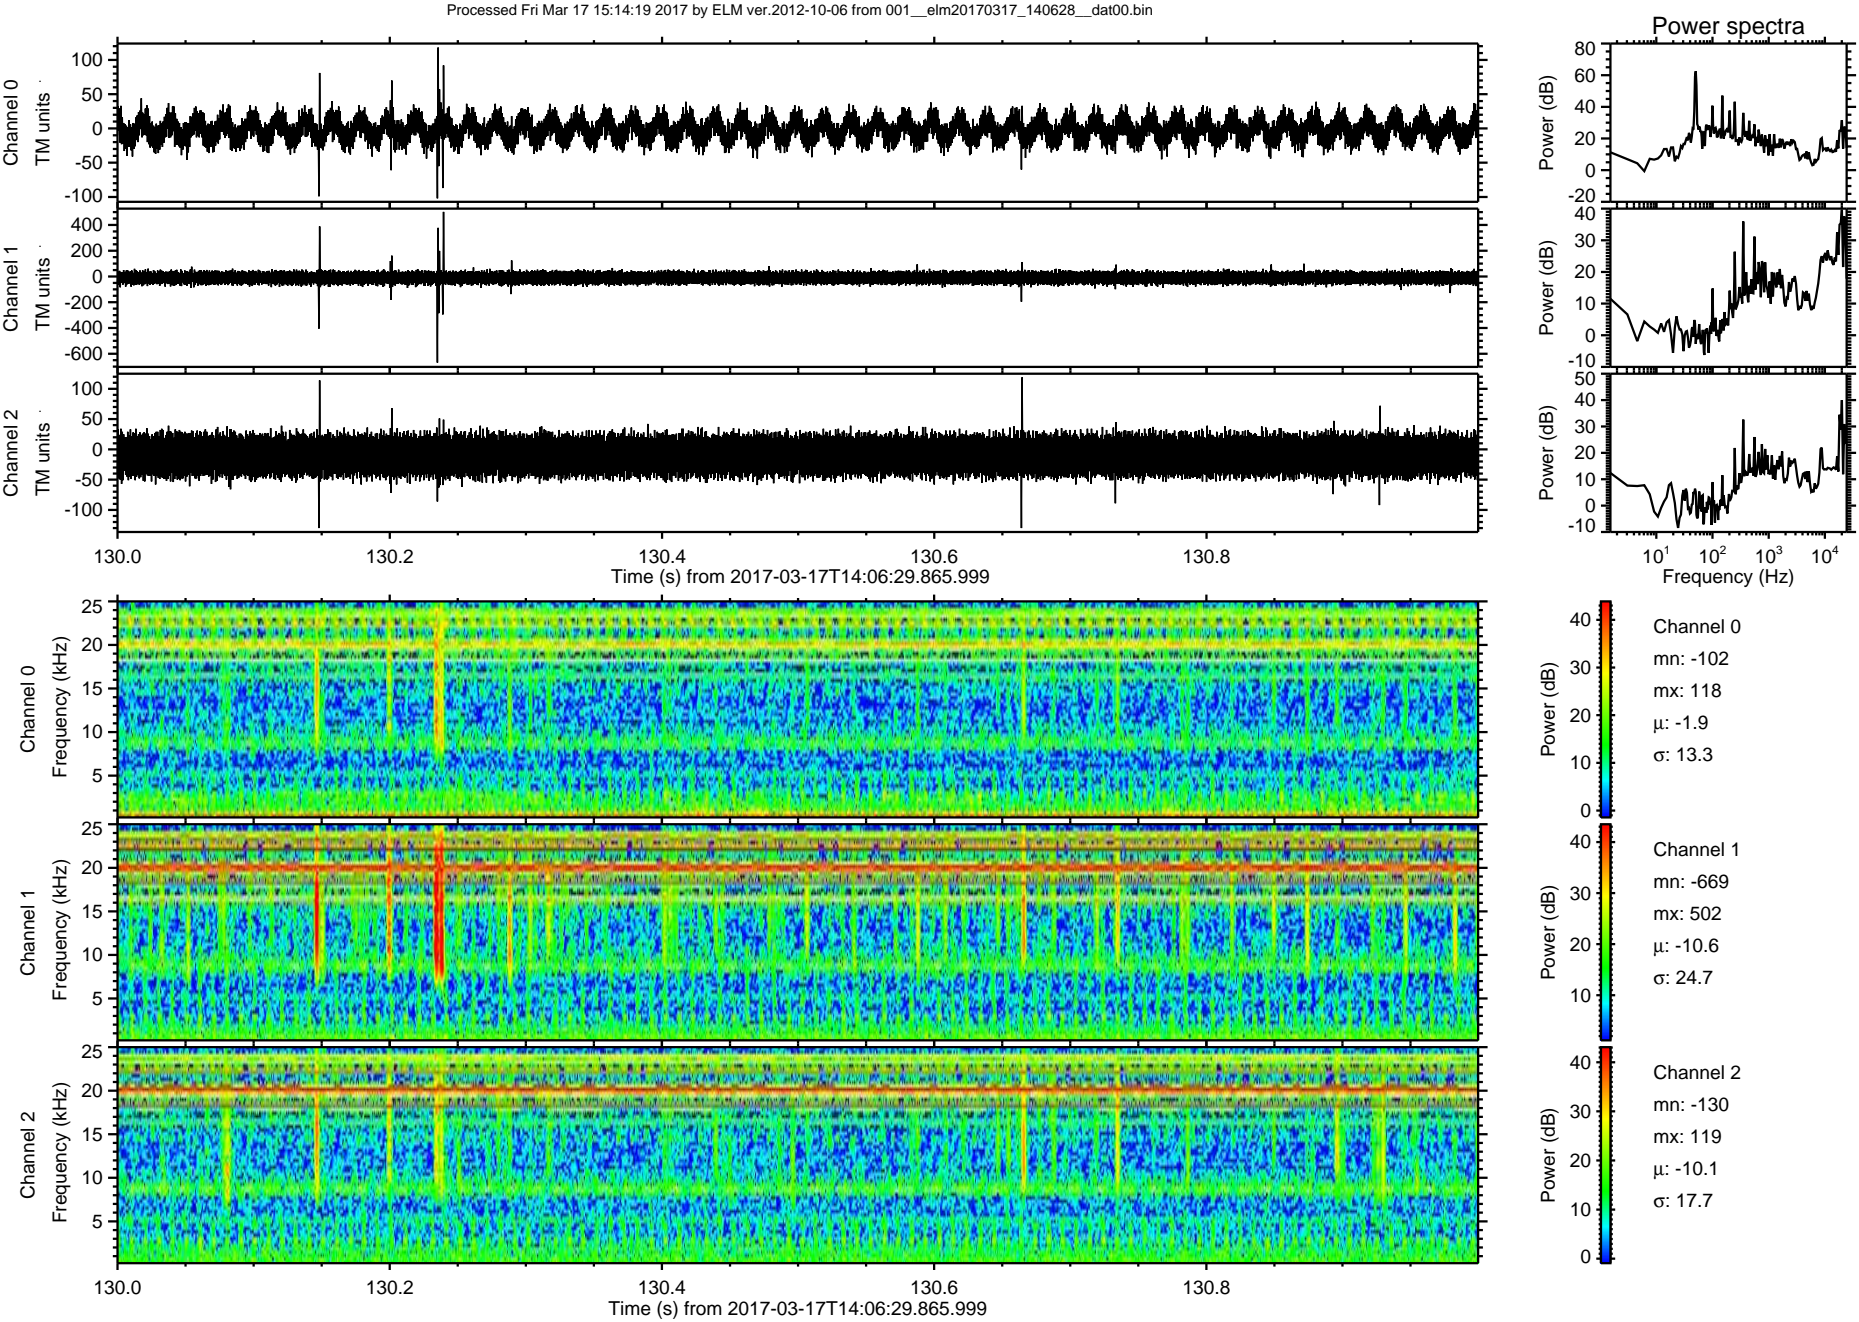 Processed Fri Mar 17 15:14:19 2017 by ELM ver.2012-10-06 from 001__elm20170317_140628__dat00.bin
Power spectra
Channel 0
TM units
100
50
0
-50
-100
Power (dB)
80
60
40
20
0
-20
Channel 1
TM units
400
200
0
-200
-400
-600
Power (dB)
40
30
20
10
0
-10
Channel 2
TM units
100
50
0
-50
-100
Power (dB)
50
40
30
20
10
0
-10
130.0 130.2 130.4 130.6 130.8
Time (s) from 2017-03-17T14:06:29.865.999
10¹ 10² 10³ 10⁴
Frequency (Hz)
Channel 0
Frequency (kHz)
25
20
15
10
5
Power (dB)
40
30
20
10
0
Channel 0
mn: -102
mx: 118
µ: -1.9
σ: 13.3
Channel 1
Frequency (kHz)
25
20
15
10
5
Power (dB)
40
30
20
10
Channel 1
mn: -669
mx: 502
µ: -10.6
σ: 24.7
Channel 2
Frequency (kHz)
25
20
15
10
5
Power (dB)
40
30
20
10
0
Channel 2
mn: -130
mx: 119
µ: -10.1
σ: 17.7
130.0 130.2 130.4 130.6 130.8
Time (s) from 2017-03-17T14:06:29.865.999